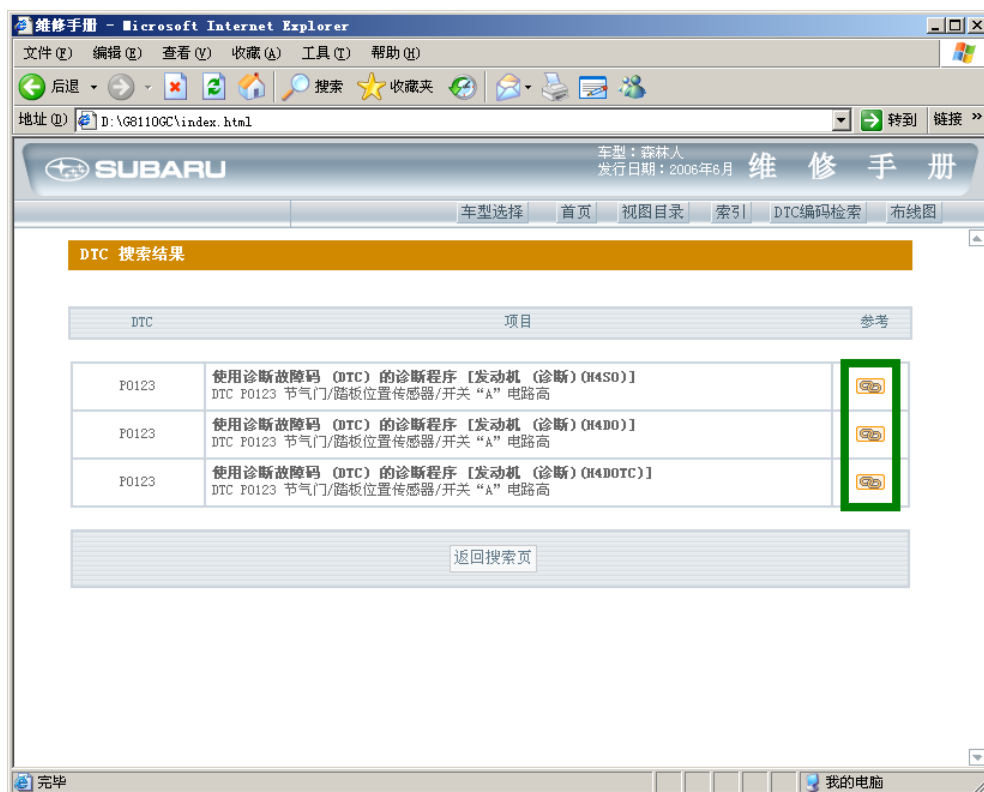 维修手册 - Microsoft Internet Explorer
文件(F) 编辑(E) 查看(V) 收藏(A) 工具(T) 帮助(H)
后退 搜索 收藏夹
地址(D) D:\G8110GC\index.html 转到 链接 »
SUBARU
车型：森林人
发行日期：2006年6月
维 修 手 册
车型选择 首页 视图目录 索引 DTC编码检索 布线图
DTC 搜索结果
DTC 项目 参考
P0123
使用诊断故障码 (DTC) 的诊断程序 [发动机 (诊断)(H4SO)]
DTC P0123 节气门/踏板位置传感器/开关 “A” 电路高
P0123
使用诊断故障码 (DTC) 的诊断程序 [发动机 (诊断)(H4DO)]
DTC P0123 节气门/踏板位置传感器/开关 “A” 电路高
P0123
使用诊断故障码 (DTC) 的诊断程序 [发动机 (诊断)(H4DOTC)]
DTC P0123 节气门/踏板位置传感器/开关 “A” 电路高
返回搜索页
完毕 我的电脑